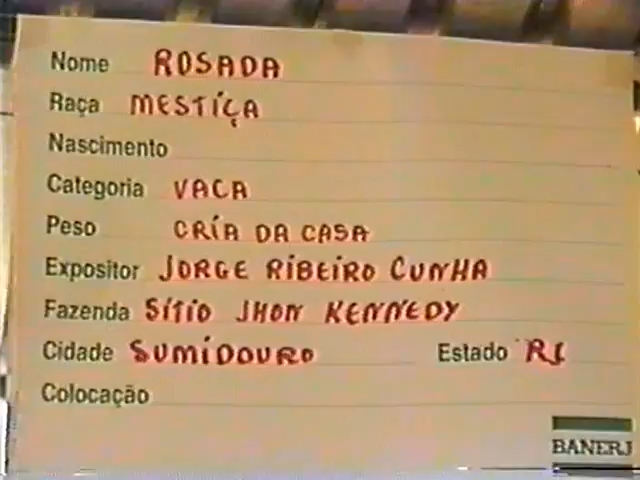 Nome ROSADA
Raça MESTIÇA
Nascimento
Categoria VACA
Peso CRÍA DA CASA
Expositor JORGE RIBEIRO CUNHA
Fazenda SÍTIO JHON KENNEDY
Cidade SUMIDOURO Estado RJ
Colocação
BANERJ